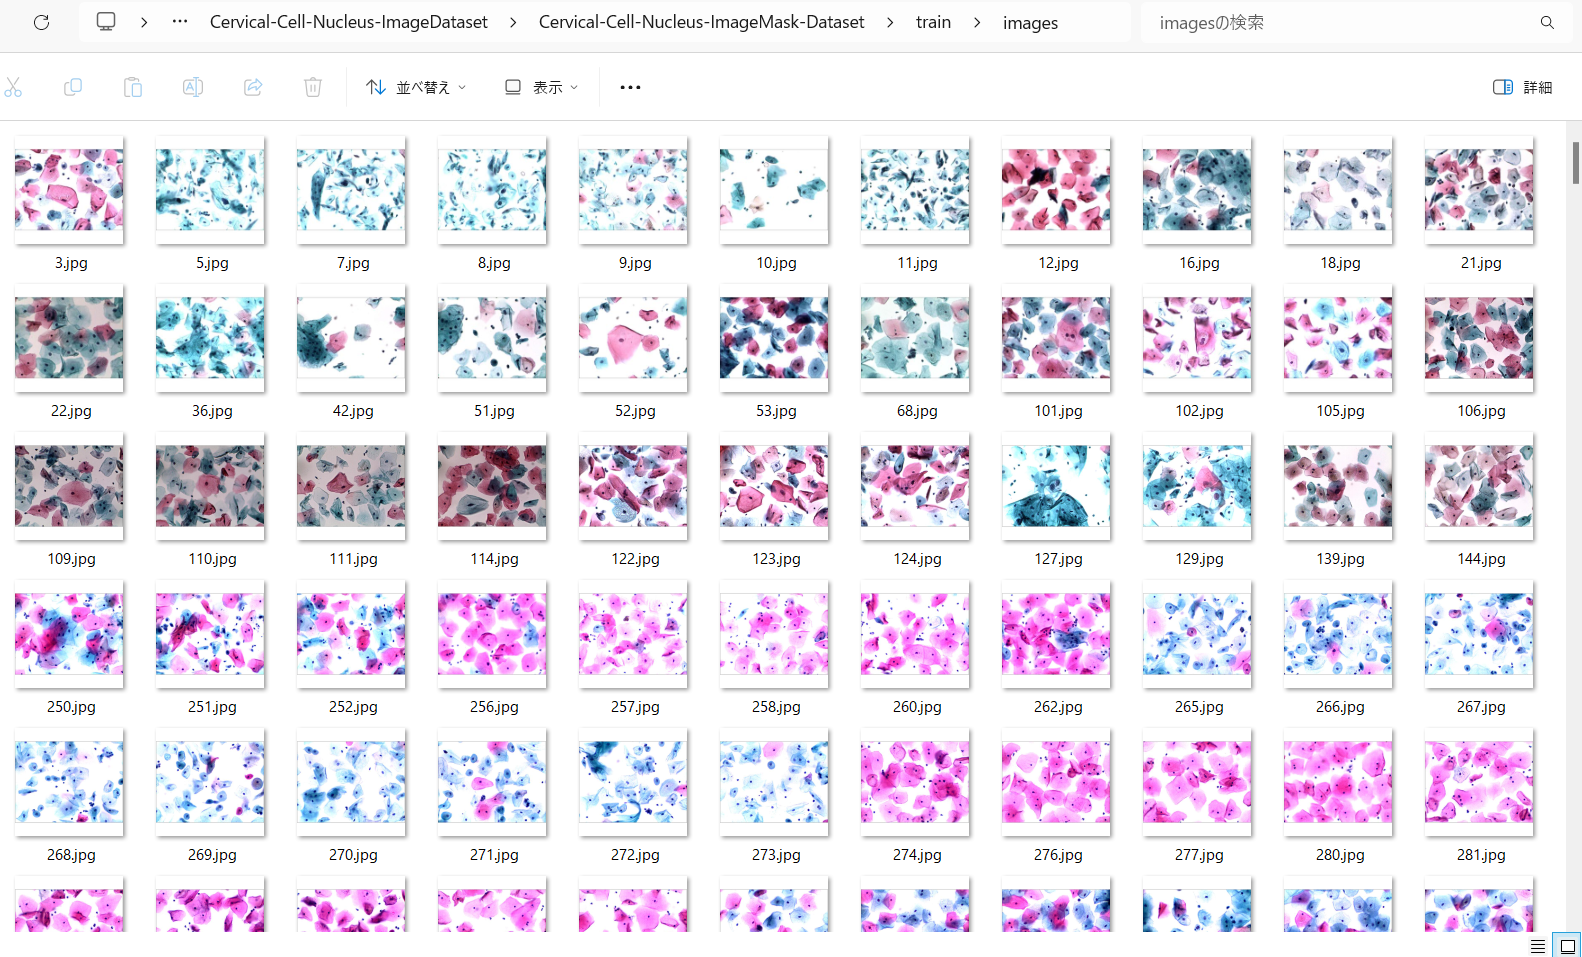 Cervical-Cell-Nucleus-ImageDataset > Cervical-Cell-Nucleus-ImageMask-Dataset > train > images
imagesの検索
並べ替え 表示 詳細
3.jpg 5.jpg 7.jpg 8.jpg 9.jpg 10.jpg 11.jpg 12.jpg 16.jpg 18.jpg 21.jpg
22.jpg 36.jpg 42.jpg 51.jpg 52.jpg 53.jpg 68.jpg 101.jpg 102.jpg 105.jpg 106.jpg
109.jpg 110.jpg 111.jpg 114.jpg 122.jpg 123.jpg 124.jpg 127.jpg 129.jpg 139.jpg 144.jpg
250.jpg 251.jpg 252.jpg 256.jpg 257.jpg 258.jpg 260.jpg 262.jpg 265.jpg 266.jpg 267.jpg
268.jpg 269.jpg 270.jpg 271.jpg 272.jpg 273.jpg 274.jpg 276.jpg 277.jpg 280.jpg 281.jpg